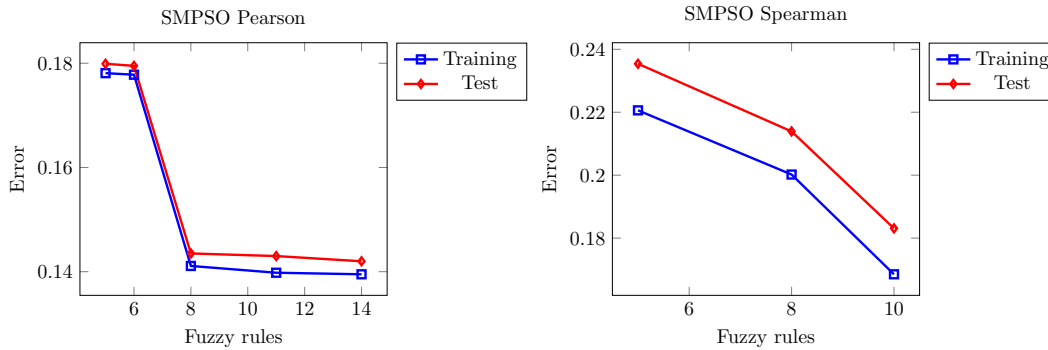 SMPSO Pearson
0.18
0.16
0.14
Error
6
8
10
12
14
Fuzzy rules
Training
Test
SMPSO Spearman
0.24
0.22
0.2
0.18
Error
6
8
10
Fuzzy rules
Training
Test